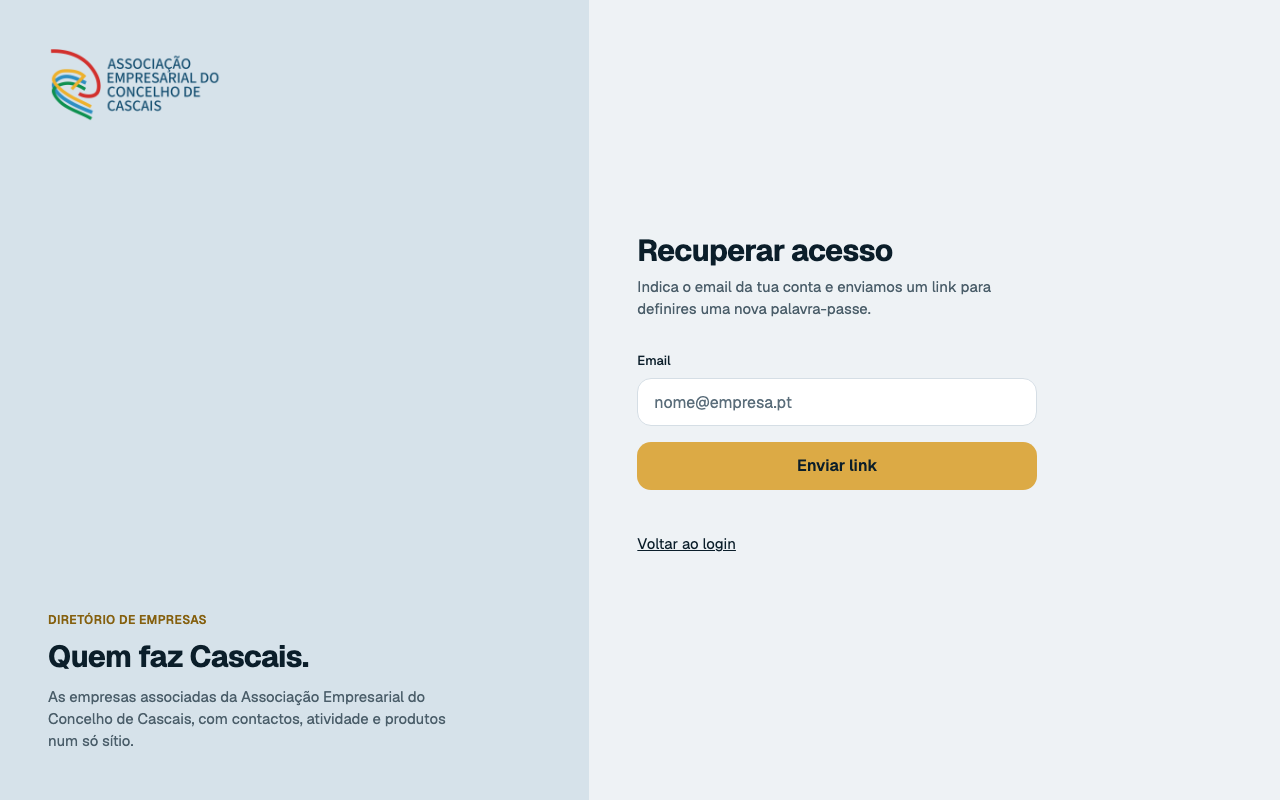 ASSOCIAÇÃO
EMPRESARIAL DO
CONCELHO DE
CASCAIS
DIRETÓRIO DE EMPRESAS
Quem faz Cascais.
As empresas associadas da Associação Empresarial do
Concelho de Cascais, com contactos, atividade e produtos
num só sítio.
Recuperar acesso
Indica o email da tua conta e enviamos um link para
definires uma nova palavra-passe.
Email
nome@empresa.pt
Enviar link
Voltar ao login